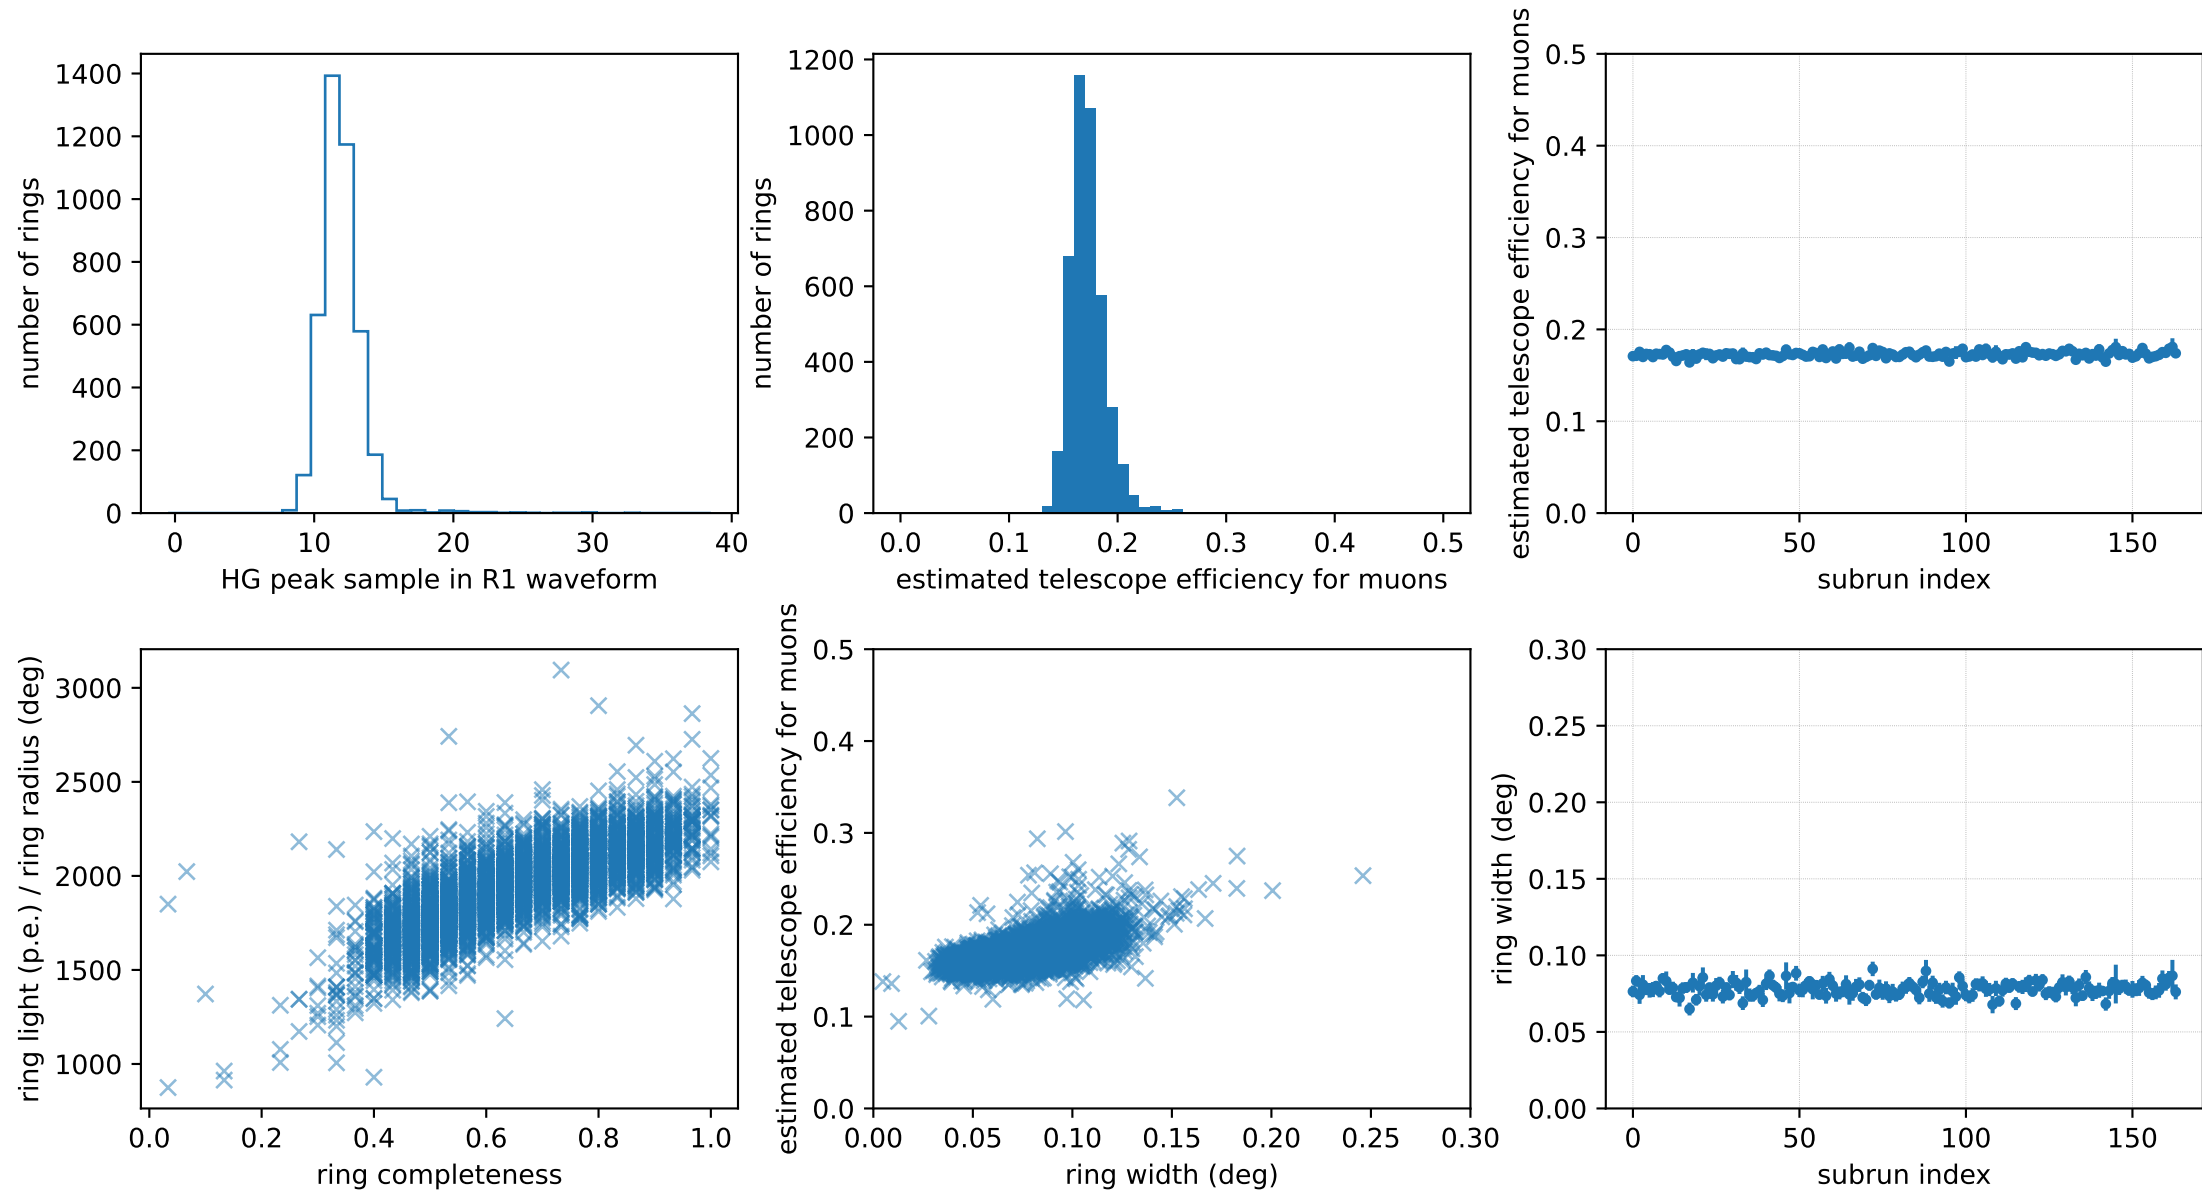 number of rings
1400
1200
1000
800
600
400
200
0
0 10 20 30 40
HG peak sample in R1 waveform
number of rings
1200
1000
800
600
400
200
0
0.0 0.1 0.2 0.3 0.4 0.5
estimated telescope efficiency for muons
estimated telescope efficiency for muons
0.5
0.4
0.3
0.2
0.1
0.0
0 50 100 150
subrun index
ring light (p.e.) / ring radius (deg)
3000
2500
2000
1500
1000
0.0 0.2 0.4 0.6 0.8 1.0
ring completeness
estimated telescope efficiency for muons
0.5
0.4
0.3
0.2
0.1
0.0
0.00 0.05 0.10 0.15 0.20 0.25 0.30
ring width (deg)
ring width (deg)
0.30
0.25
0.20
0.15
0.10
0.05
0.00
0 50 100 150
subrun index